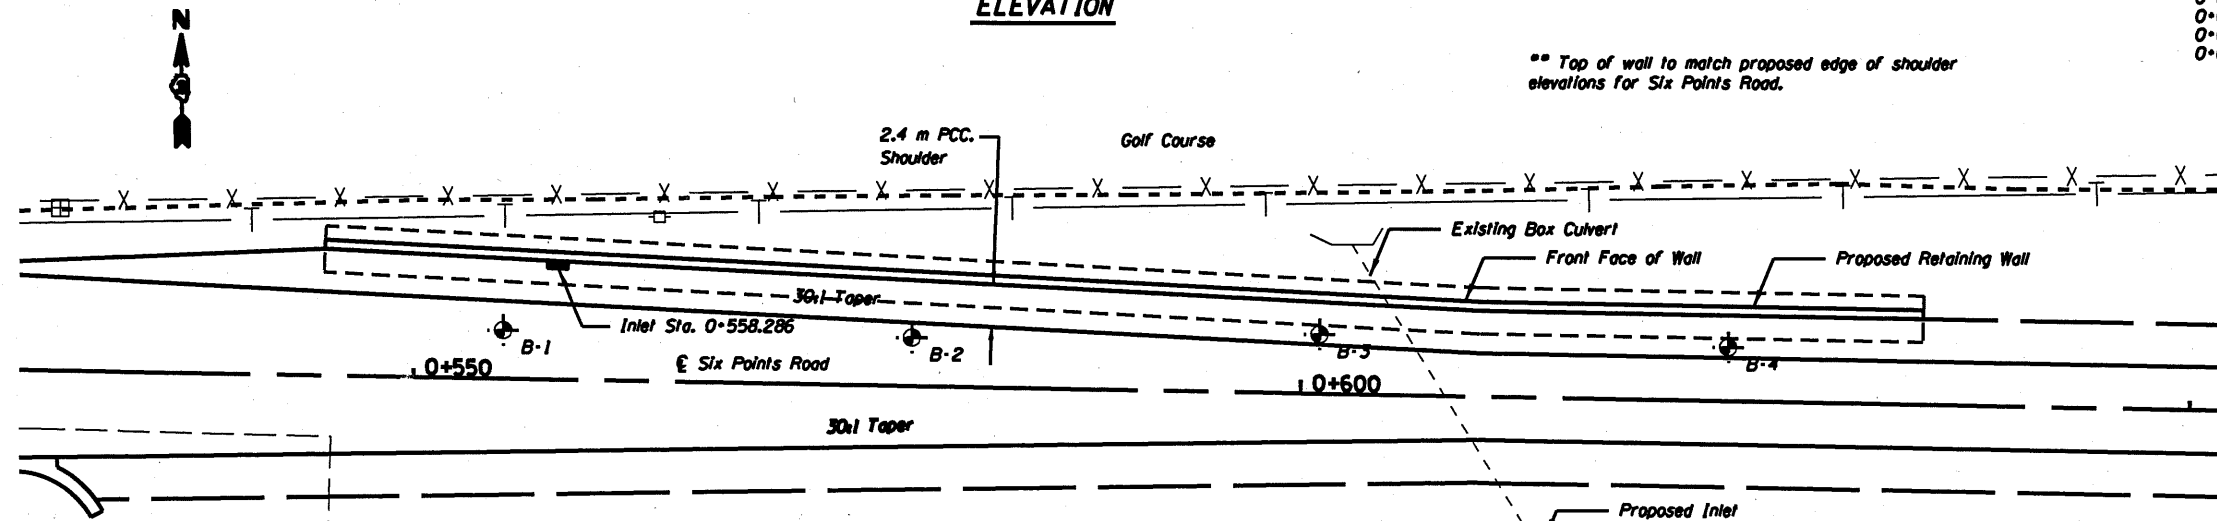 ELEVATION
N
** Top of wall to match proposed edge of shoulder
elevations for Six Points Road.
2.4 m PCC.
Shoulder
Golf Course
Existing Box Culvert
Front Face of Wall
Proposed Retaining Wall
30:1 Taper
Inlet Sta. 0+558.286
B-1
B-2
B-3
B-4
0+550
℄ Six Points Road
0+600
30:1 Taper
Proposed Inlet